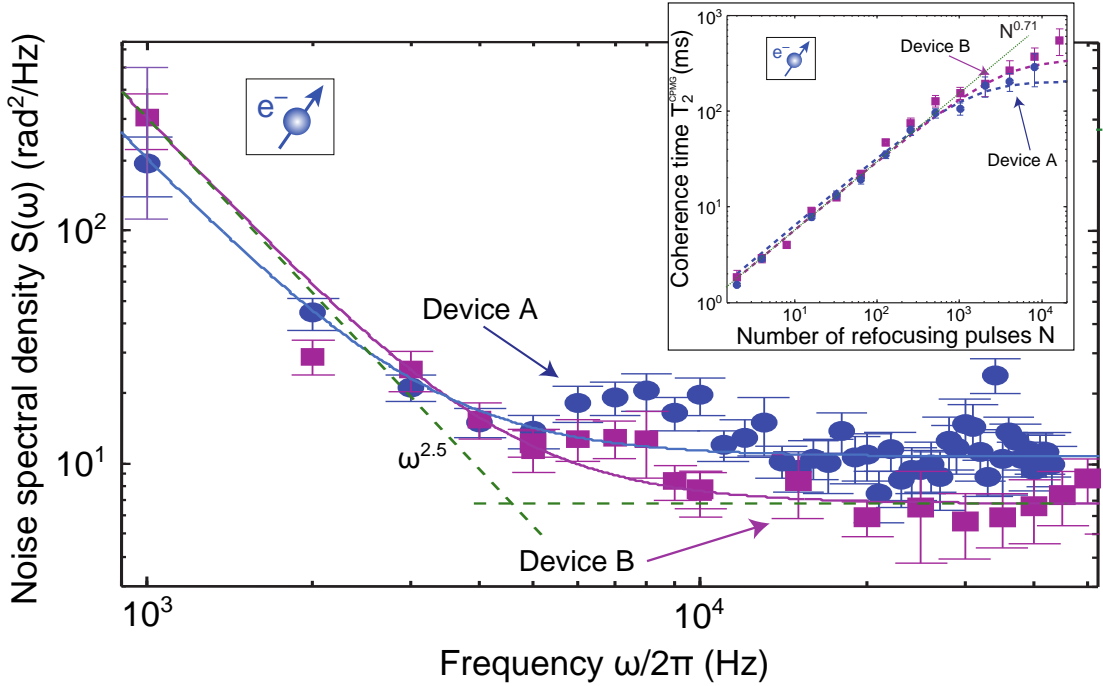 Noise spectral density S(ω) (rad²/Hz)
10²
10¹
e⁻
Device A
ω^2.5
Device B
10³
10⁴
Frequency ω/2π (Hz)
Coherence time T₂^CPMG (ms)
10³
10²
10¹
10⁰
e⁻
Device B
N^0.71
Device A
10¹
10²
10³
10⁴
Number of refocusing pulses N